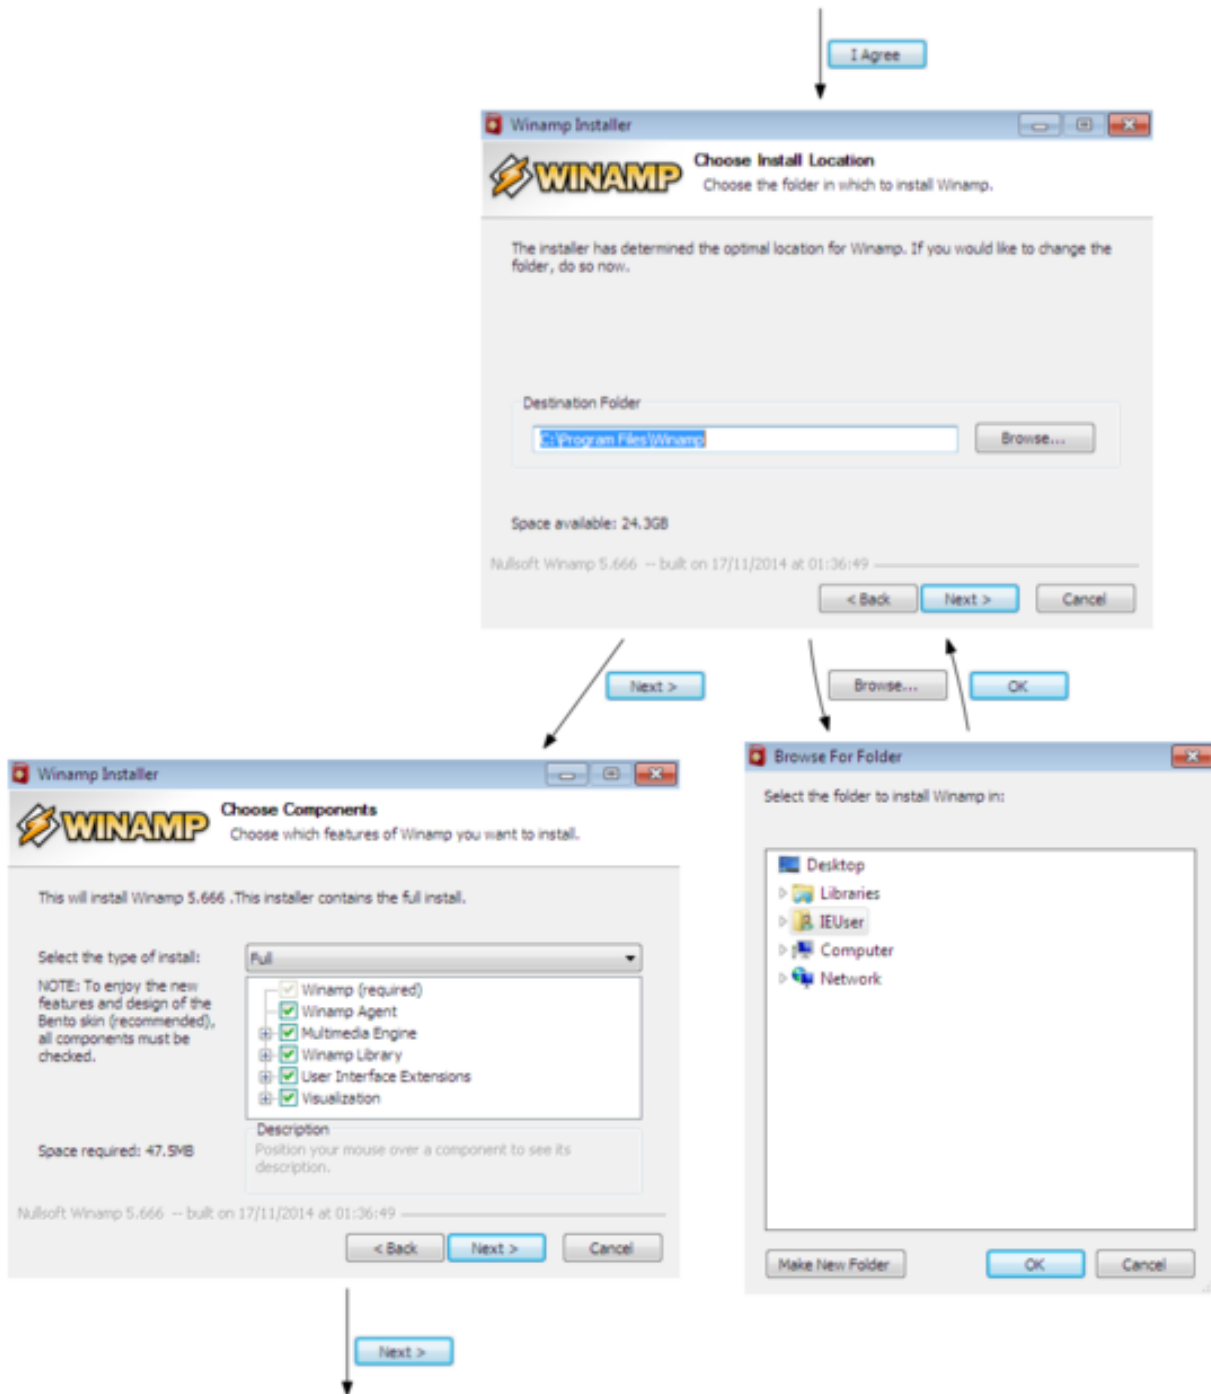 I Agree
Winamp Installer
WINAMP
Choose Install Location
Choose the folder in which to install Winamp.
The installer has determined the optimal location for Winamp. If you would like to change the
folder, do so now.
Destination Folder
C:\Program Files\Winamp
Browse...
Space available: 24.3GB
Nullsoft Winamp 5.666 -- built on 17/11/2014 at 01:36:49
< Back
Next >
Cancel
Next >
Browse...
OK
Winamp Installer
WINAMP
Choose Components
Choose which features of Winamp you want to install.
This will install Winamp 5.666 .This installer contains the full install.
Select the type of install:
Full
NOTE: To enjoy the new
features and design of the
Bento skin (recommended),
all components must be
checked.
Winamp (required)
Winamp Agent
Multimedia Engine
Winamp Library
User Interface Extensions
Visualization
Space required: 47.5MB
Description
Position your mouse over a component to see its
description.
Nullsoft Winamp 5.666 -- built on 17/11/2014 at 01:36:49
< Back
Next >
Cancel
Browse For Folder
Select the folder to install Winamp in:
Desktop
Libraries
IEUser
Computer
Network
Make New Folder
OK
Cancel
Next >